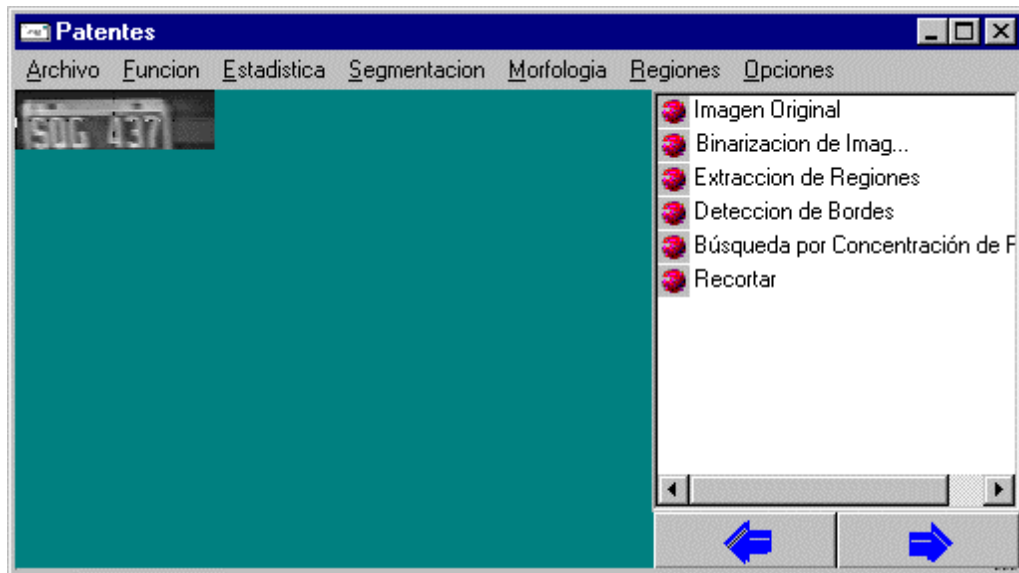 Patentes
Archivo Funcion Estadistica Segmentacion Morfologia Regiones Opciones
SDG 437
Imagen Original
Binarizacion de Imag...
Extraccion de Regiones
Deteccion de Bordes
Búsqueda por Concentración de F
Recortar